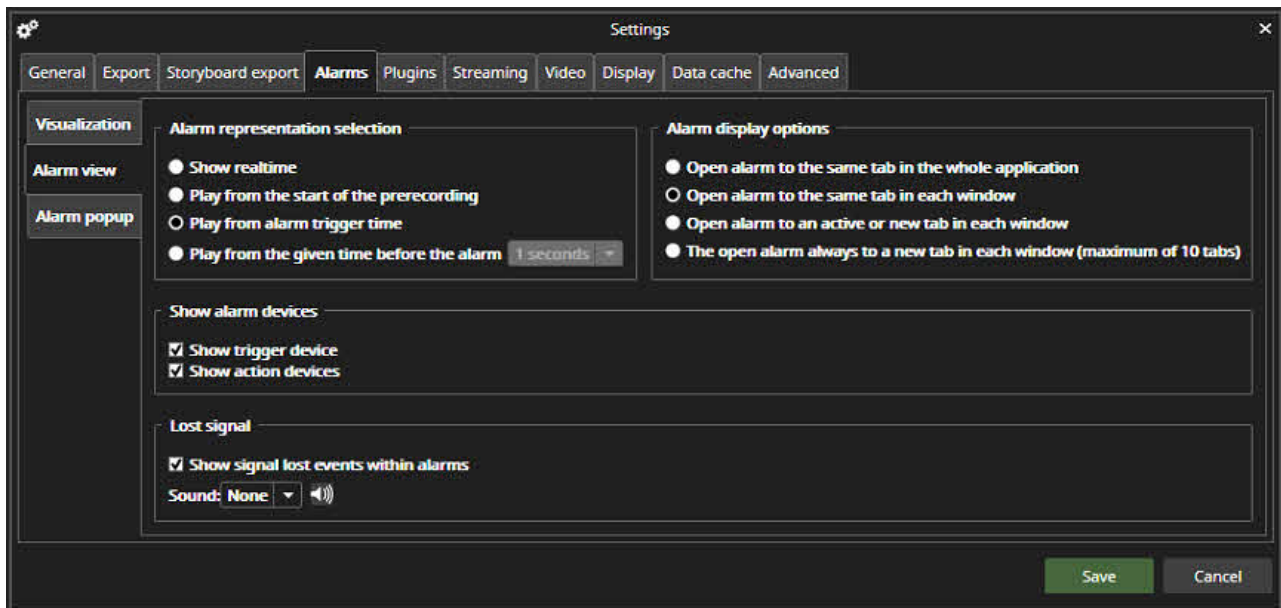 Settings
General Export Storyboard export Alarms Plugins Streaming Video Display Data cache Advanced
Visualization
Alarm view
Alarm popup
Alarm representation selection
Show realtime
Play from the start of the prerecording
Play from alarm trigger time
Play from the given time before the alarm 1 seconds
Alarm display options
Open alarm to the same tab in the whole application
Open alarm to the same tab in each window
Open alarm to an active or new tab in each window
The open alarm always to a new tab in each window (maximum of 10 tabs)
Show alarm devices
Show trigger device
Show action devices
Lost signal
Show signal lost events within alarms
Sound: None
Save Cancel